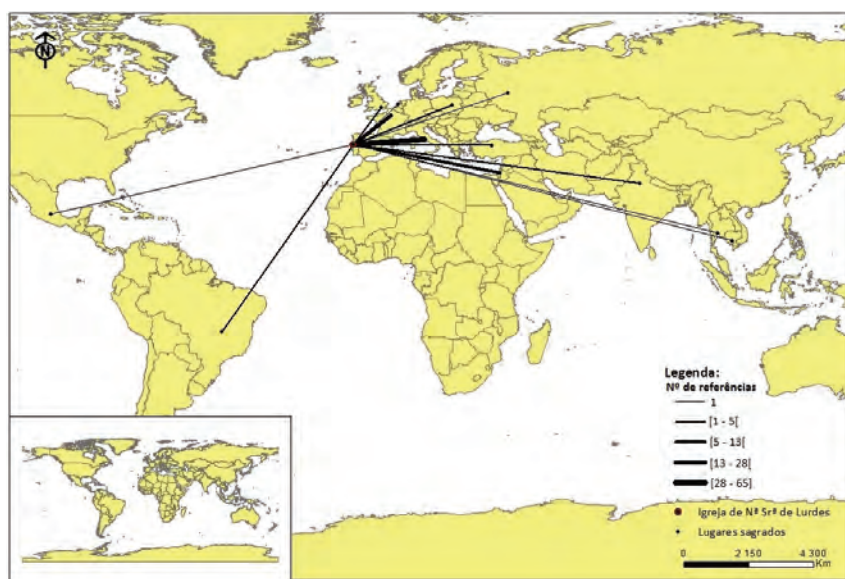 N
Legenda:
Nº de referências
1
[1 - 5[
[5 - 13[
[13 - 28[
[28 - 65]
Igreja de Nª Srª de Lurdes
Lugares sagrados
0 2 150 4 300
Km